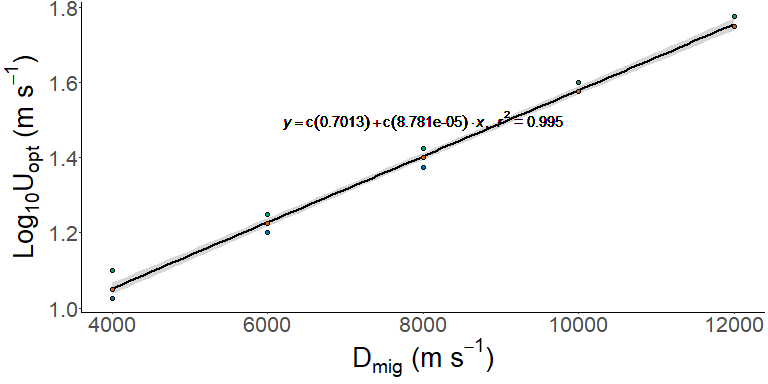 Log₁₀Uₒₚₜ (m s⁻¹)
1.8
1.6
1.4
1.2
1.0
y = c(0.7013) + c(8.781e-05) · x, r² = 0.995
4000 6000 8000 10000 12000
D_mig (m s⁻¹)